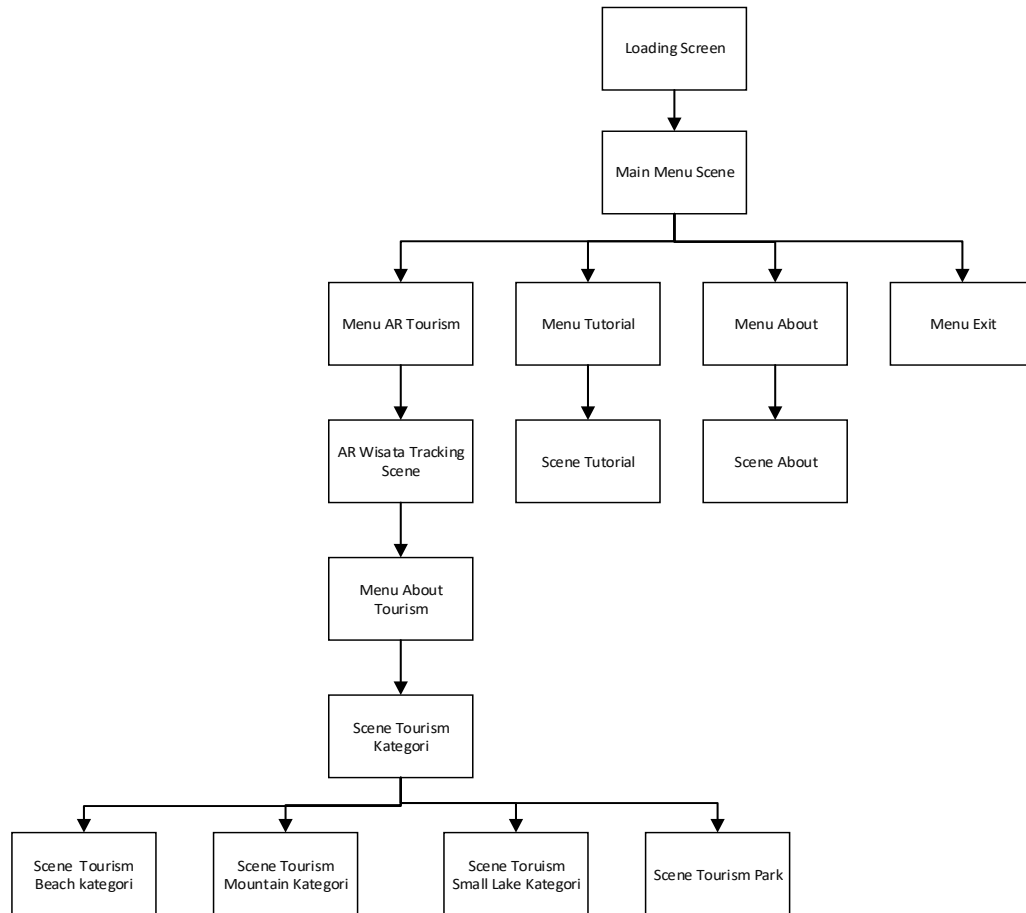 Loading Screen
Main Menu Scene
Menu AR Tourism
Menu Tutorial
Menu About
Menu Exit
AR Wisata Tracking
Scene
Scene Tutorial
Scene About
Menu About
Tourism
Scene Tourism
Kategori
Scene Tourism
Beach kategori
Scene Tourism
Mountain Kategori
Scene Toruism
Small Lake Kategori
Scene Tourism Park